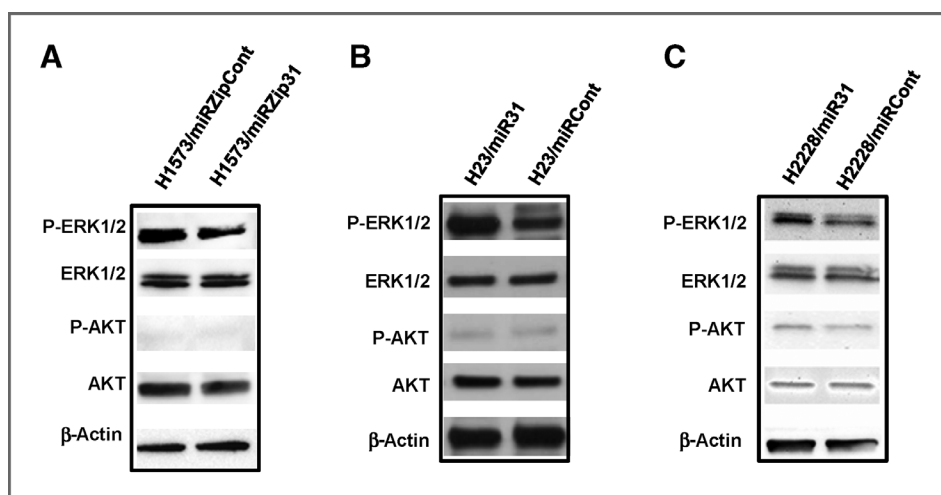 A
H1573/miRZipCont
H1573/miRZip31
P-ERK1/2
ERK1/2
P-AKT
AKT
β-Actin
B
H23/miR31
H23/miRCont
P-ERK1/2
ERK1/2
P-AKT
AKT
β-Actin
C
H2228/miR31
H2228/miRCont
P-ERK1/2
ERK1/2
P-AKT
AKT
β-Actin